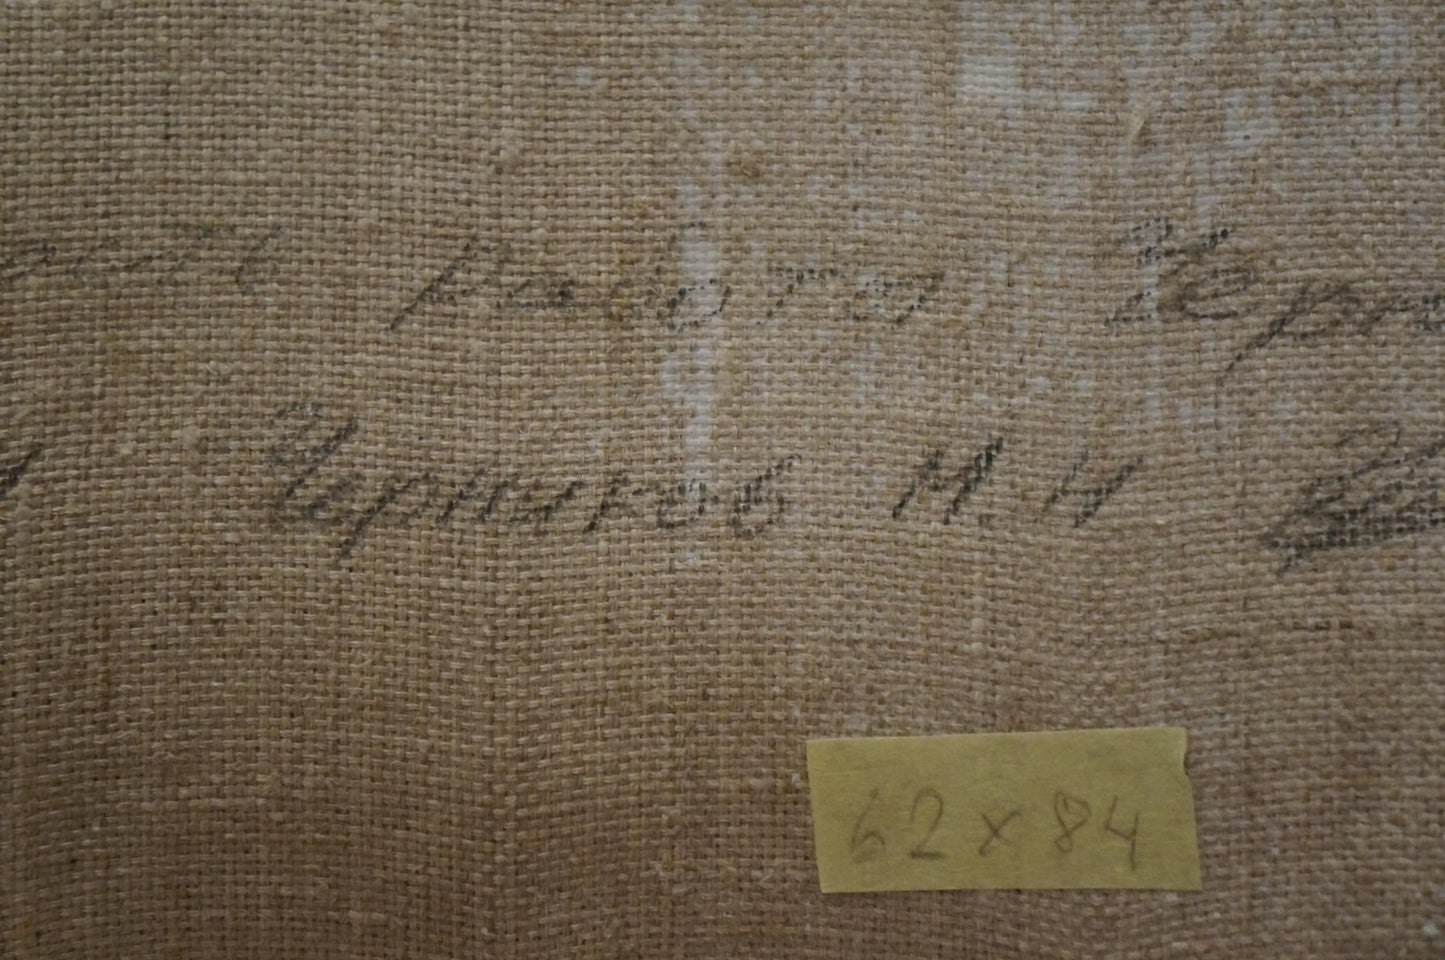 работа Черн
Черников М. Н
62 x 84